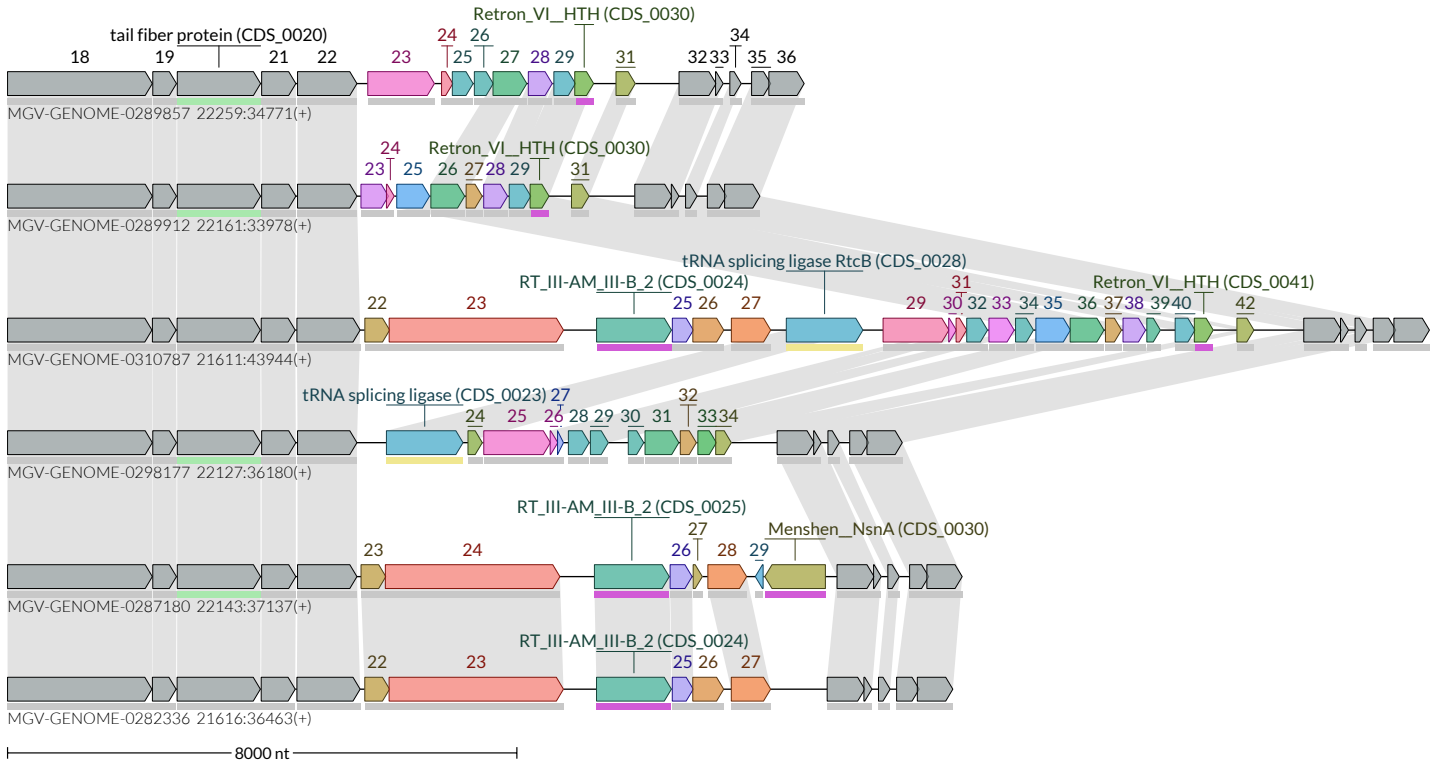 Retron_VI__HTH (CDS_0030)
tail fiber protein (CDS_0020) 24 26 34
18 19 21 22 23 25 27 28 29 31 32 33 35 36
MGV-GENOME-0289857 22259:34771(+)
24 Retron_VI__HTH (CDS_0030)
23 25 26 27 28 29 31
MGV-GENOME-0289912 22161:33978(+)
tRNA splicing ligase RtcB (CDS_0028)
RT_III-AM_III-B_2 (CDS_0024) 31 Retron_VI__HTH (CDS_0041)
22 23 25 26 27 29 30 32 33 34 35 36 37 38 39 40 42
MGV-GENOME-0310787 21611:43944(+)
tRNA splicing ligase (CDS_0023) 27 32
24 25 26 28 29 30 31 33 34
MGV-GENOME-0298177 22127:36180(+)
RT_III-AM_III-B_2 (CDS_0025)
27 Menshen__NsnA (CDS_0030)
23 24 26 28 29
MGV-GENOME-0287180 22143:37137(+)
RT_III-AM_III-B_2 (CDS_0024)
22 23 25 26 27
MGV-GENOME-0282336 21616:36463(+)
8000 nt